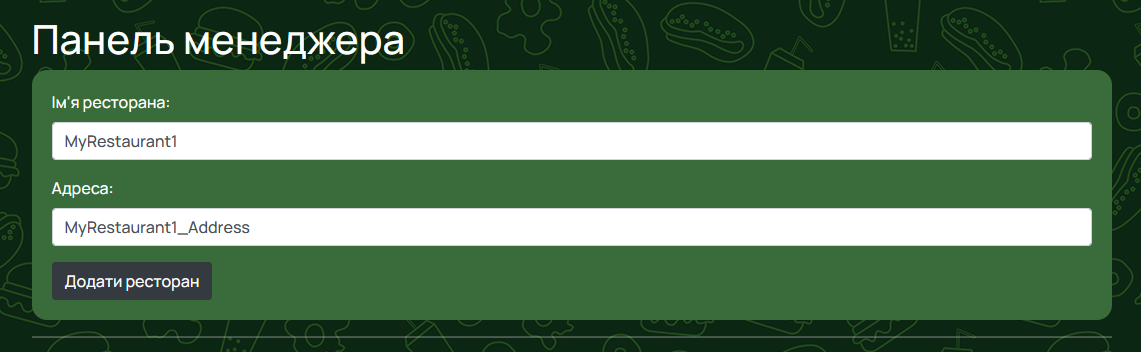 Панель менеджера
Ім'я ресторана:
MyRestaurant1
Адреса:
MyRestaurant1_Address
Додати ресторан